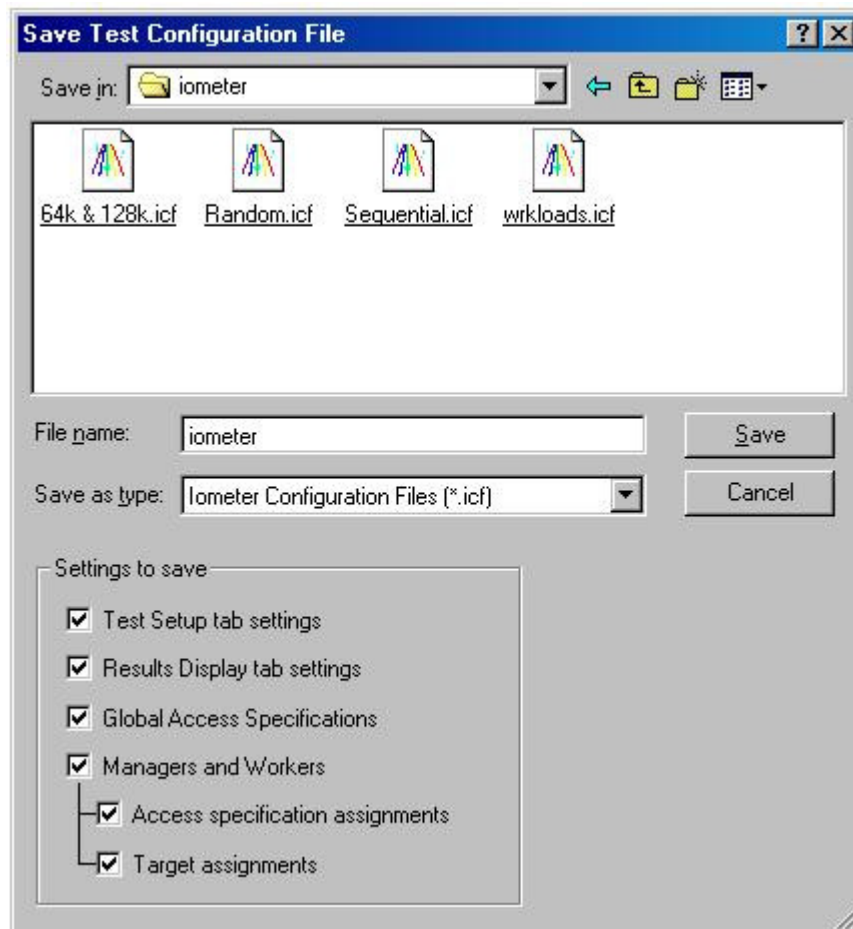 Save Test Configuration File
Save in: iometer
64k & 128k.icf Random.icf Sequential.icf wrkloads.icf
File name: iometer Save
Save as type: Iometer Configuration Files (*.icf) Cancel
Settings to save
Test Setup tab settings
Results Display tab settings
Global Access Specifications
Managers and Workers
Access specification assignments
Target assignments